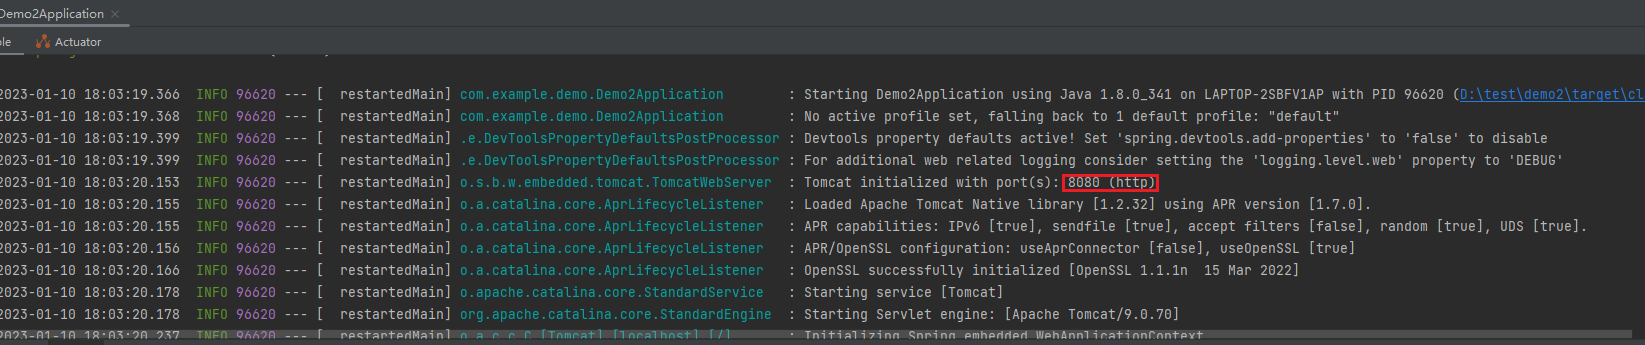 Demo2Application
Actuator
2023-01-10 18:03:19.366  INFO 96620 --- [  restartedMain] com.example.demo.Demo2Application        : Starting Demo2Application using Java 1.8.0_341 on LAPTOP-2SBFV1AP with PID 96620 (D:\test\demo2\target\cl
2023-01-10 18:03:19.368  INFO 96620 --- [  restartedMain] com.example.demo.Demo2Application        : No active profile set, falling back to 1 default profile: "default"
2023-01-10 18:03:19.399  INFO 96620 --- [  restartedMain] .e.DevToolsPropertyDefaultsPostProcessor : Devtools property defaults active! Set 'spring.devtools.add-properties' to 'false' to disable
2023-01-10 18:03:19.399  INFO 96620 --- [  restartedMain] .e.DevToolsPropertyDefaultsPostProcessor : For additional web related logging consider setting the 'logging.level.web' property to 'DEBUG'
2023-01-10 18:03:20.153  INFO 96620 --- [  restartedMain] o.s.b.w.embedded.tomcat.TomcatWebServer  : Tomcat initialized with port(s): 8080 (http)
2023-01-10 18:03:20.155  INFO 96620 --- [  restartedMain] o.a.catalina.core.AprLifecycleListener   : Loaded Apache Tomcat Native library [1.2.32] using APR version [1.7.0].
2023-01-10 18:03:20.155  INFO 96620 --- [  restartedMain] o.a.catalina.core.AprLifecycleListener   : APR capabilities: IPv6 [true], sendfile [true], accept filters [false], random [true], UDS [true].
2023-01-10 18:03:20.156  INFO 96620 --- [  restartedMain] o.a.catalina.core.AprLifecycleListener   : APR/OpenSSL configuration: useAprConnector [false], useOpenSSL [true]
2023-01-10 18:03:20.166  INFO 96620 --- [  restartedMain] o.a.catalina.core.AprLifecycleListener   : OpenSSL successfully initialized [OpenSSL 1.1.1n  15 Mar 2022]
2023-01-10 18:03:20.178  INFO 96620 --- [  restartedMain] o.apache.catalina.core.StandardService   : Starting service [Tomcat]
2023-01-10 18:03:20.178  INFO 96620 --- [  restartedMain] org.apache.catalina.core.StandardEngine  : Starting Servlet engine: [Apache Tomcat/9.0.70]
2023-01-10 18:03:20.237  INFO 96620 --- [  restartedMain] o.a.c.c.C.[Tomcat].[localhost].[/]       : Initializing Spring embedded WebApplicationContext